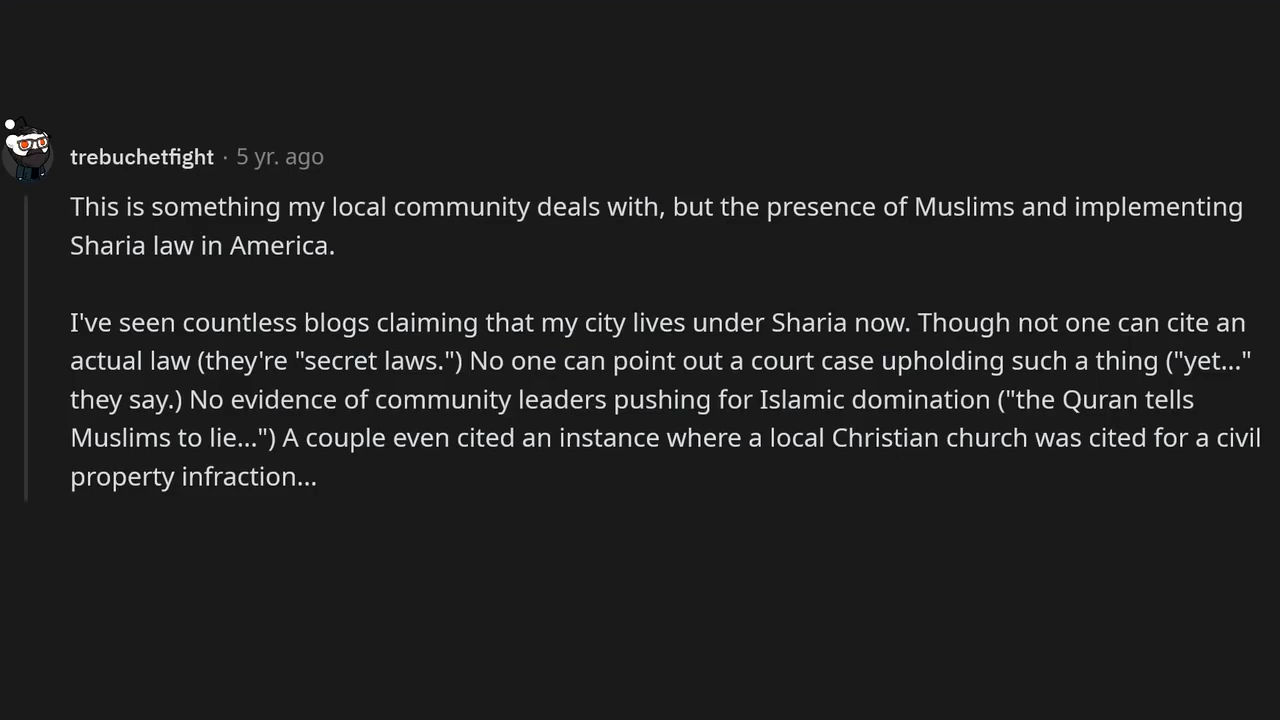 trebuchetfight · 5 yr. ago
This is something my local community deals with, but the presence of Muslims and implementing
Sharia law in America.
I've seen countless blogs claiming that my city lives under Sharia now. Though not one can cite an
actual law (they're "secret laws.") No one can point out a court case upholding such a thing ("yet..."
they say.) No evidence of community leaders pushing for Islamic domination ("the Quran tells
Muslims to lie...") A couple even cited an instance where a local Christian church was cited for a civil
property infraction...